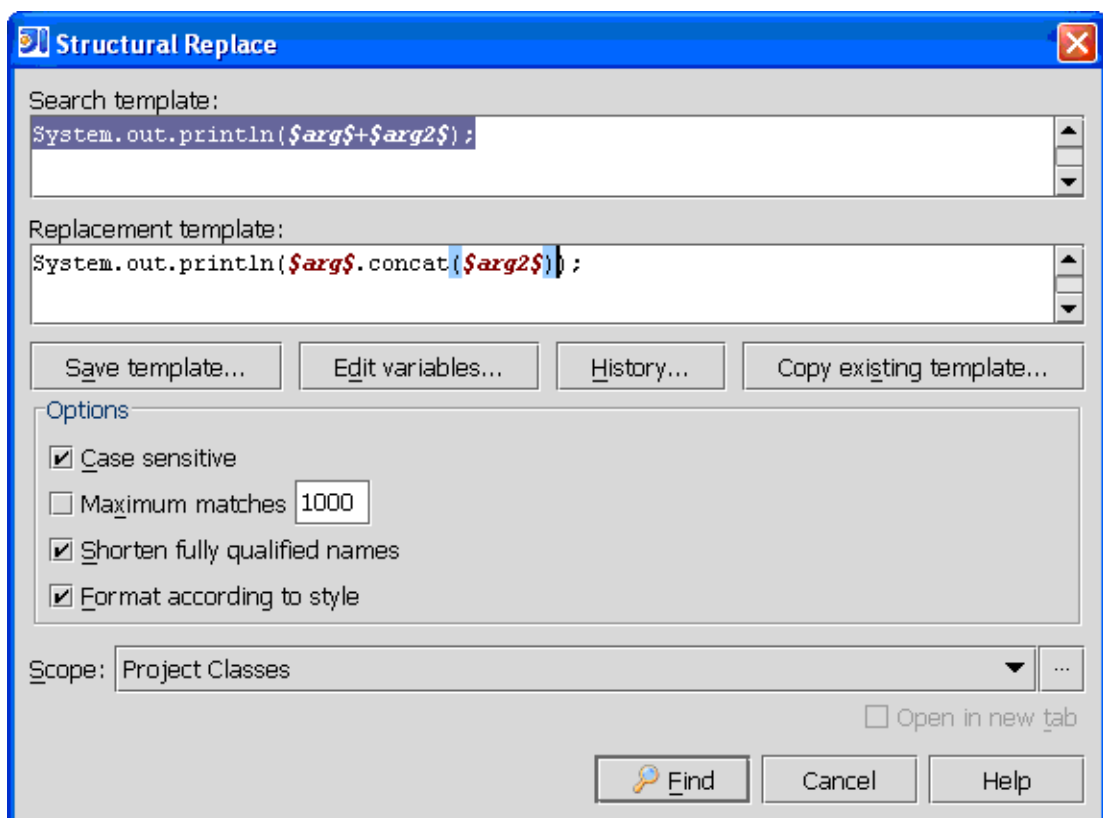 Structural Replace
Search template:
System.out.println($arg$+$arg2$);
Replacement template:
System.out.println($arg$.concat($arg2$));
Save template... Edit variables... History... Copy existing template...
Options
Case sensitive
Maximum matches 1000
Shorten fully qualified names
Format according to style
Scope: Project Classes ...
Open in new tab
Find Cancel Help